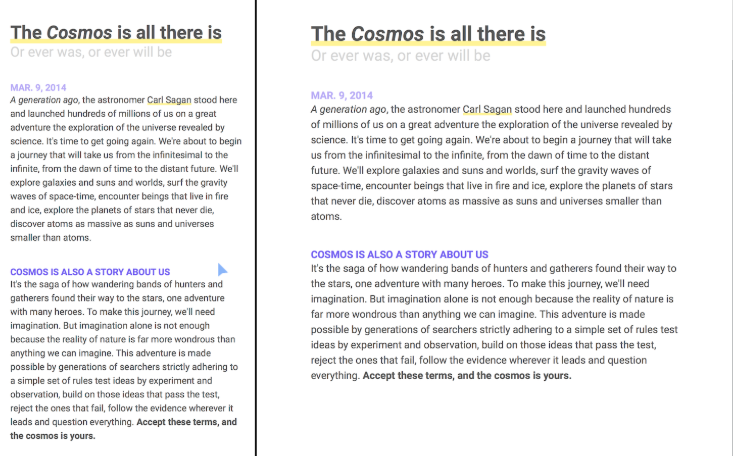 The Cosmos is all there is
Or ever was, or ever will be
MAR. 9, 2014
A generation ago, the astronomer Carl Sagan stood here
and launched hundreds of millions of us on a great
adventure the exploration of the universe revealed by
science. It's time to get going again. We're about to begin
a journey that will take us from the infinitesimal to the
infinite, from the dawn of time to the distant future. We'll
explore galaxies and suns and worlds, surf the gravity
waves of space-time, encounter beings that live in fire
and ice, explore the planets of stars that never die,
discover atoms as massive as suns and universes
smaller than atoms.
COSMOS IS ALSO A STORY ABOUT US
It's the saga of how wandering bands of hunters and
gatherers found their way to the stars, one adventure
with many heroes. To make this journey, we'll need
imagination. But imagination alone is not enough
because the reality of nature is far more wondrous than
anything we can imagine. This adventure is made
possible by generations of searchers strictly adhering to
a simple set of rules test ideas by experiment and
observation, build on those ideas that pass the test,
reject the ones that fail, follow the evidence wherever it
leads and question everything. Accept these terms, and
the cosmos is yours.
The Cosmos is all there is
Or ever was, or ever will be
MAR. 9, 2014
A generation ago, the astronomer Carl Sagan stood here and launched hundreds
of millions of us on a great adventure the exploration of the universe revealed by
science. It's time to get going again. We're about to begin a journey that will take
us from the infinitesimal to the infinite, from the dawn of time to the distant
future. We'll explore galaxies and suns and worlds, surf the gravity waves of
space-time, encounter beings that live in fire and ice, explore the planets of stars
that never die, discover atoms as massive as suns and universes smaller than
atoms.
COSMOS IS ALSO A STORY ABOUT US
It's the saga of how wandering bands of hunters and gatherers found their way to
the stars, one adventure with many heroes. To make this journey, we'll need
imagination. But imagination alone is not enough because the reality of nature is
far more wondrous than anything we can imagine. This adventure is made
possible by generations of searchers strictly adhering to a simple set of rules test
ideas by experiment and observation, build on those ideas that pass the test,
reject the ones that fail, follow the evidence wherever it leads and question
everything. Accept these terms, and the cosmos is yours.